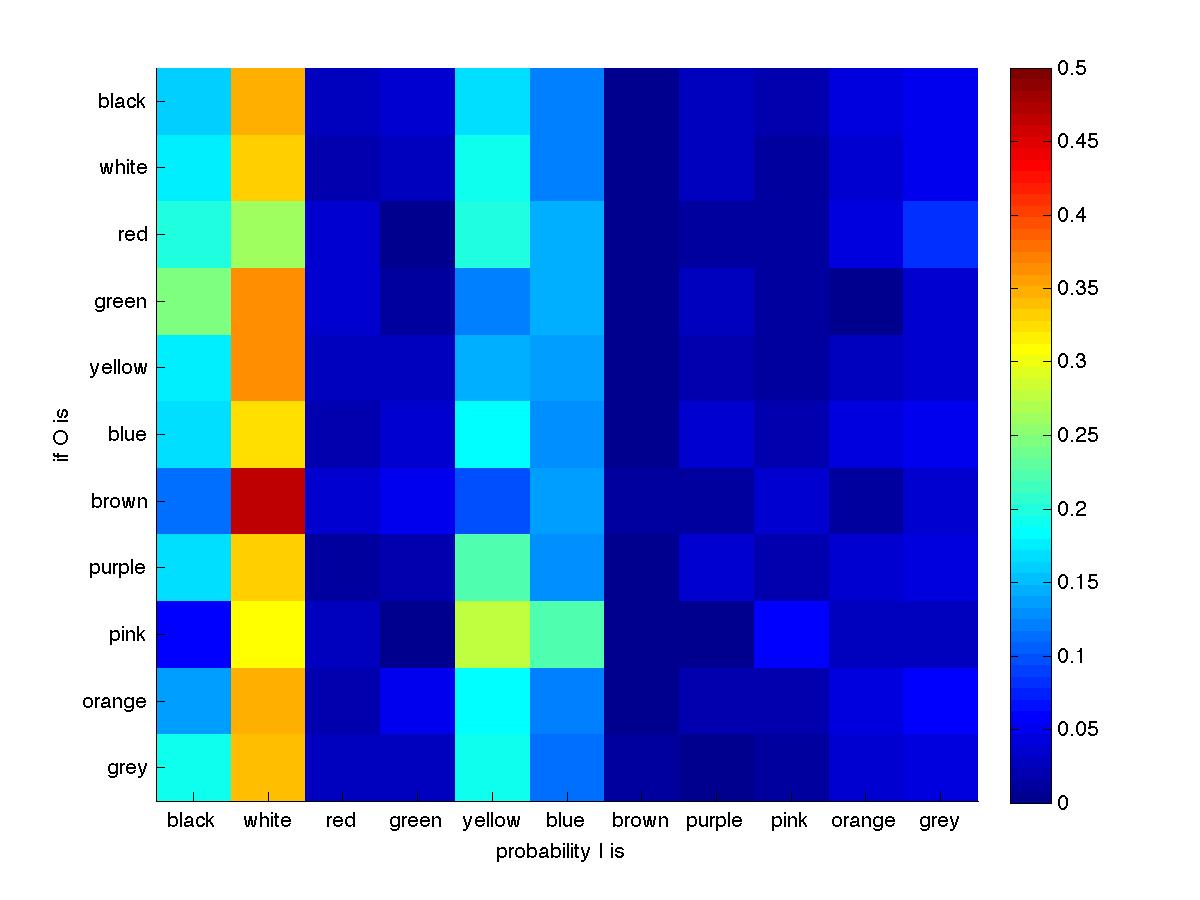 black
white
red
green
yellow
blue
brown
purple
pink
orange
grey
if O is
black white red green yellow blue brown purple pink orange grey
probability I is
0.5
0.45
0.4
0.35
0.3
0.25
0.2
0.15
0.1
0.05
0